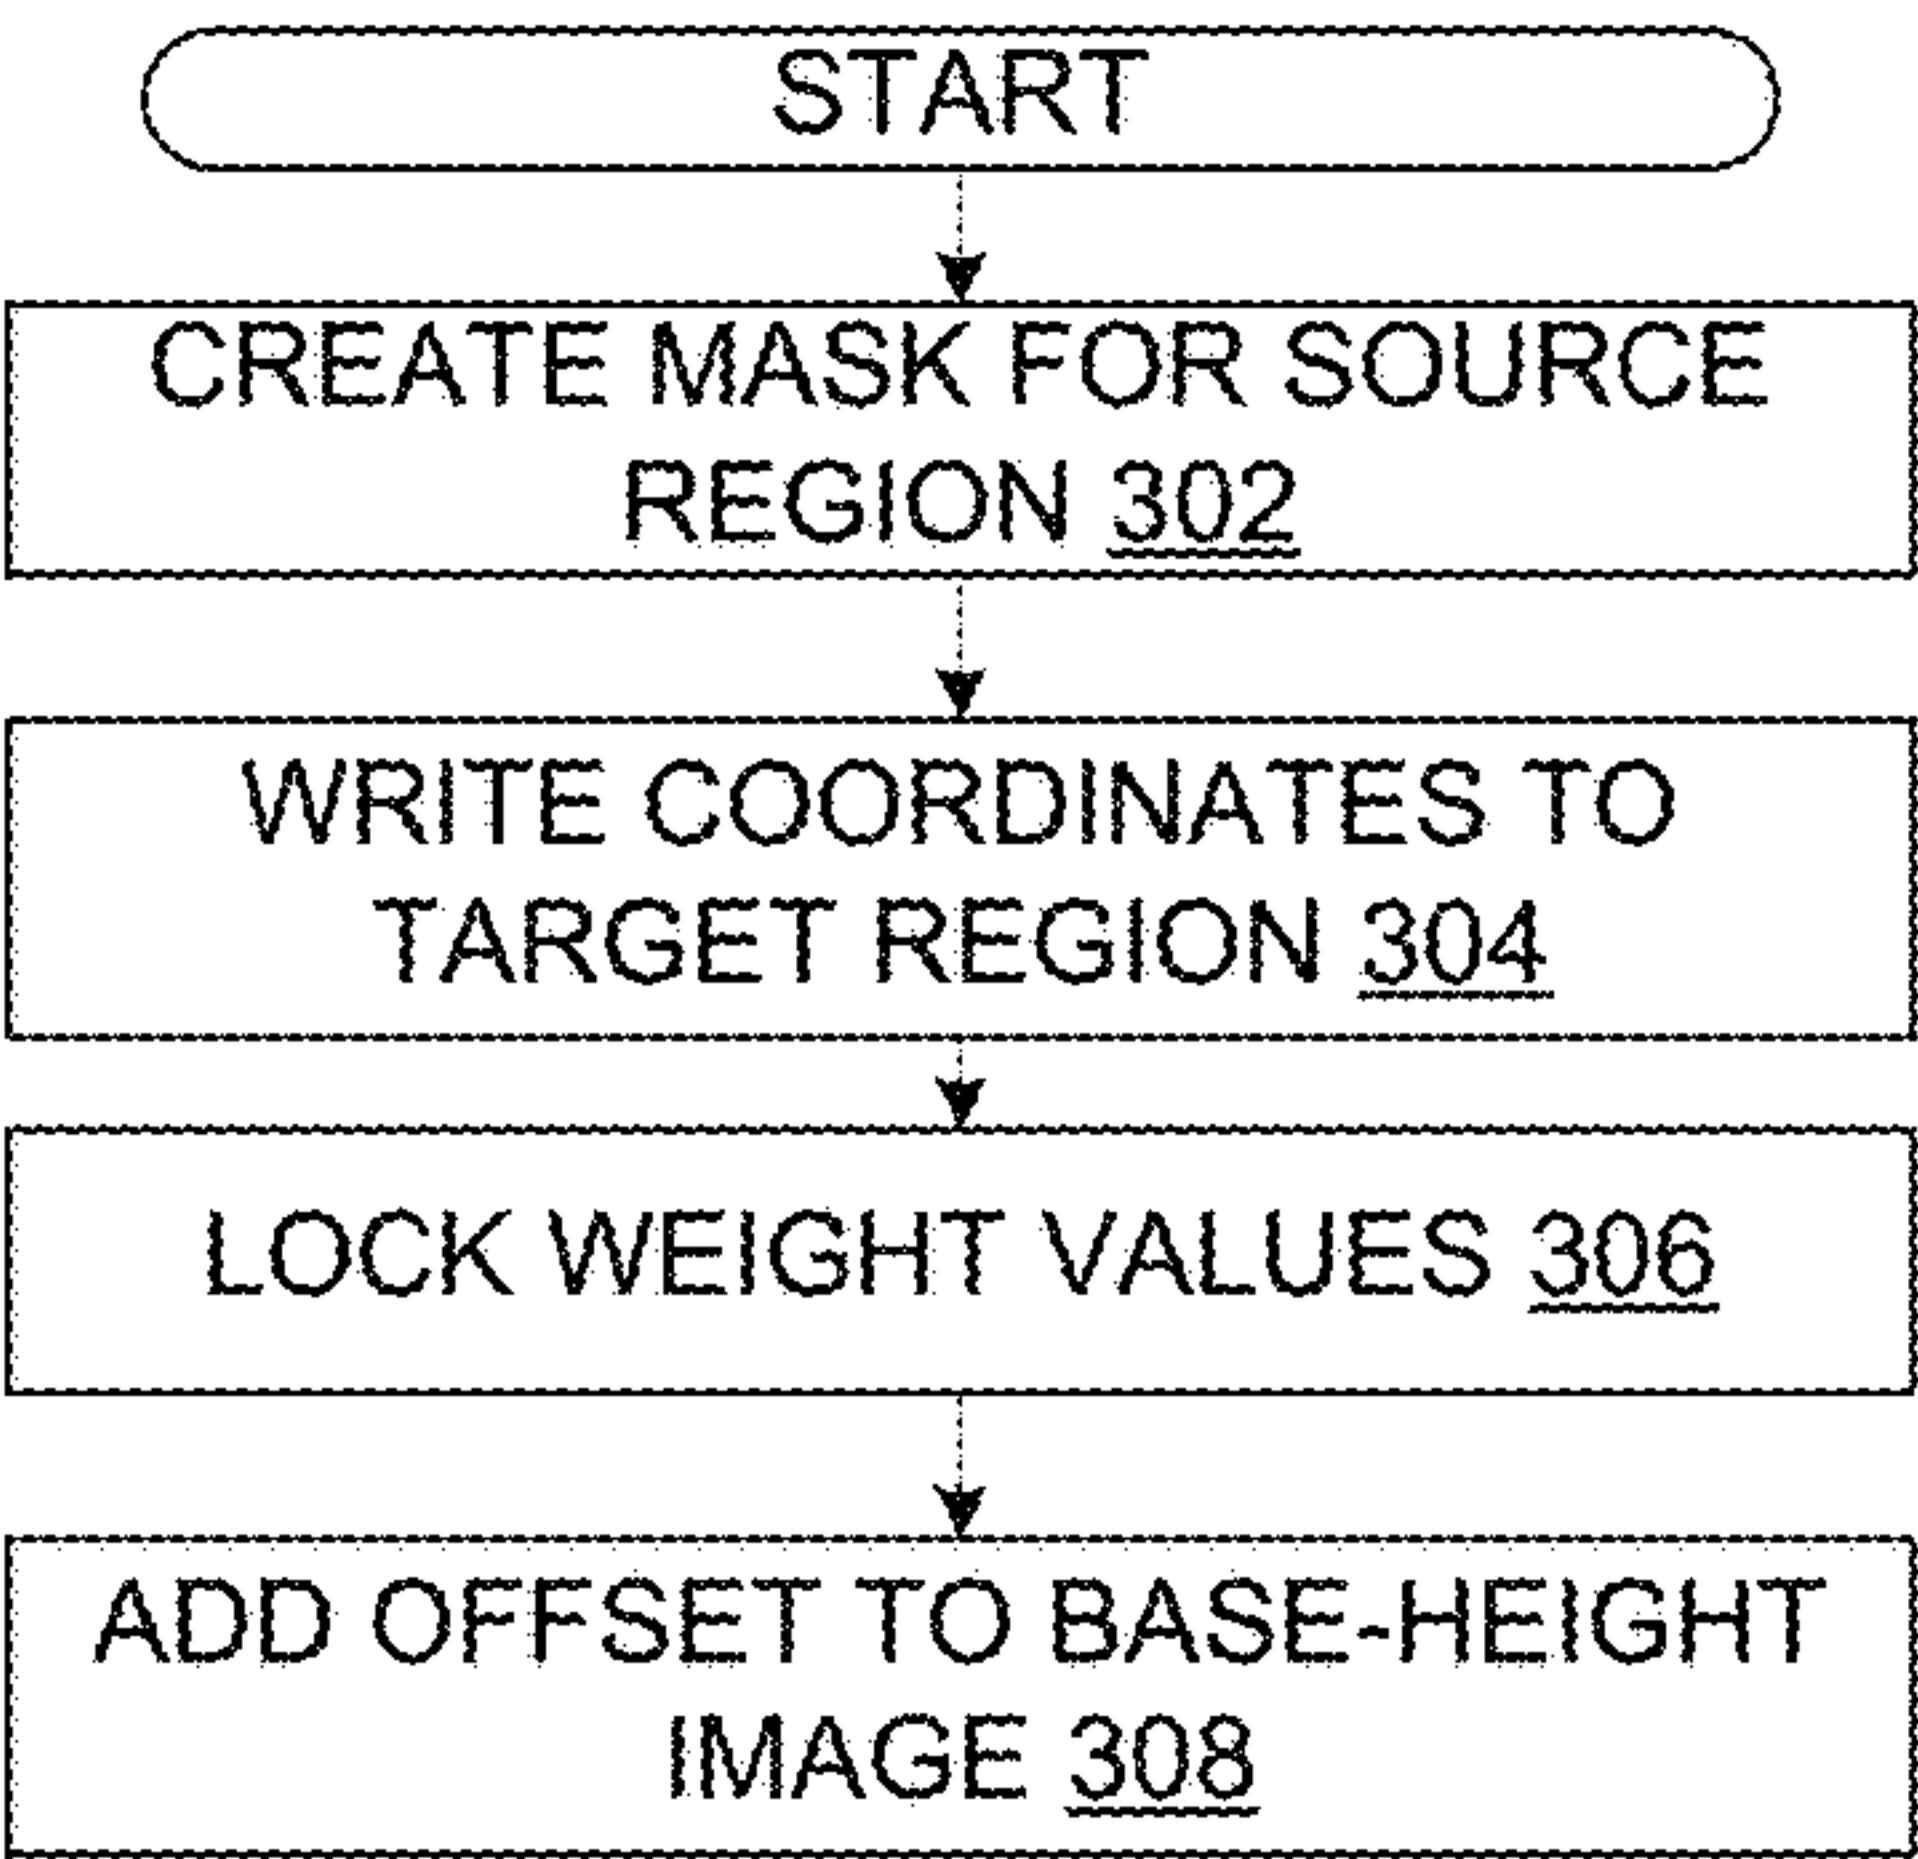 START
CREATE MASK FOR SOURCE
REGION 302
WRITE COORDINATES TO
TARGET REGION 304
LOCK WEIGHT VALUES 306
ADD OFFSET TO BASE-HEIGHT
IMAGE 308